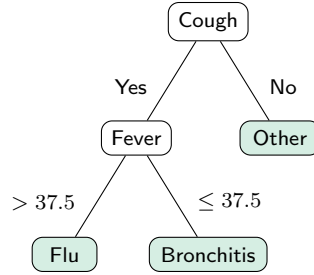 Cough
Yes
No
Fever
Other
> 37.5
≤ 37.5
Flu
Bronchitis